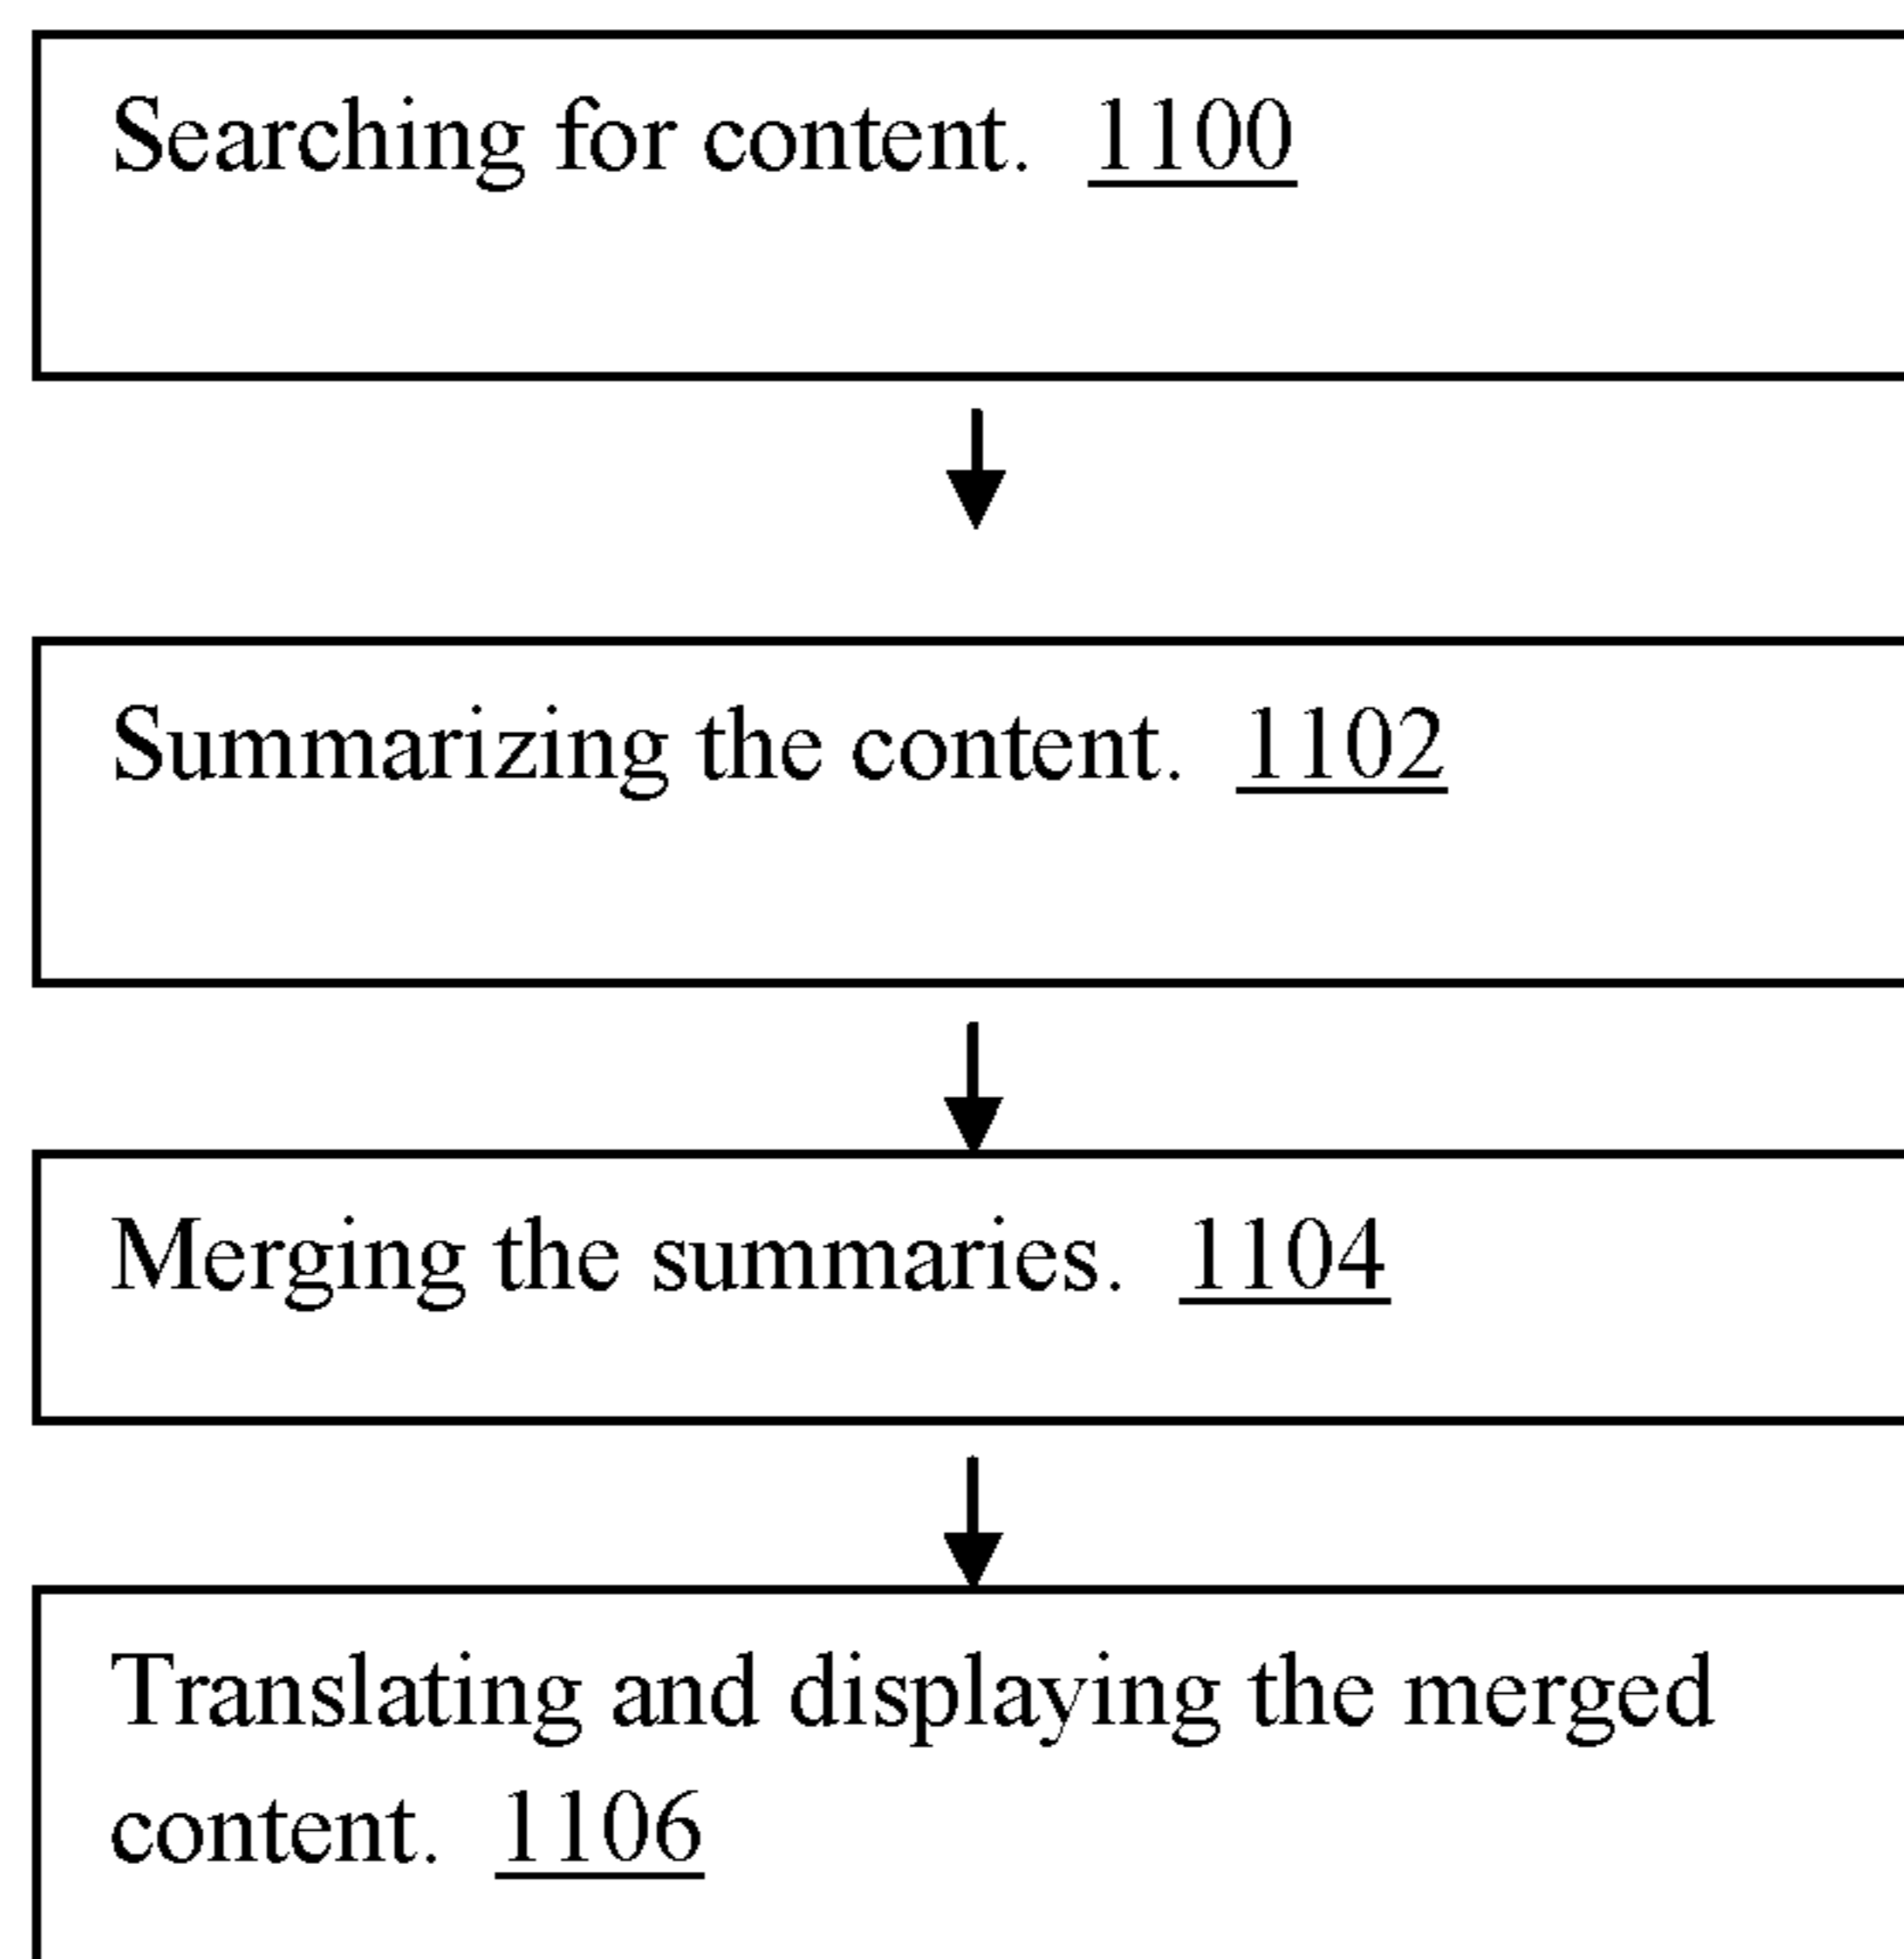 Searching for content. 1100
Summarizing the content. 1102
Merging the summaries. 1104
Translating and displaying the merged
content. 1106